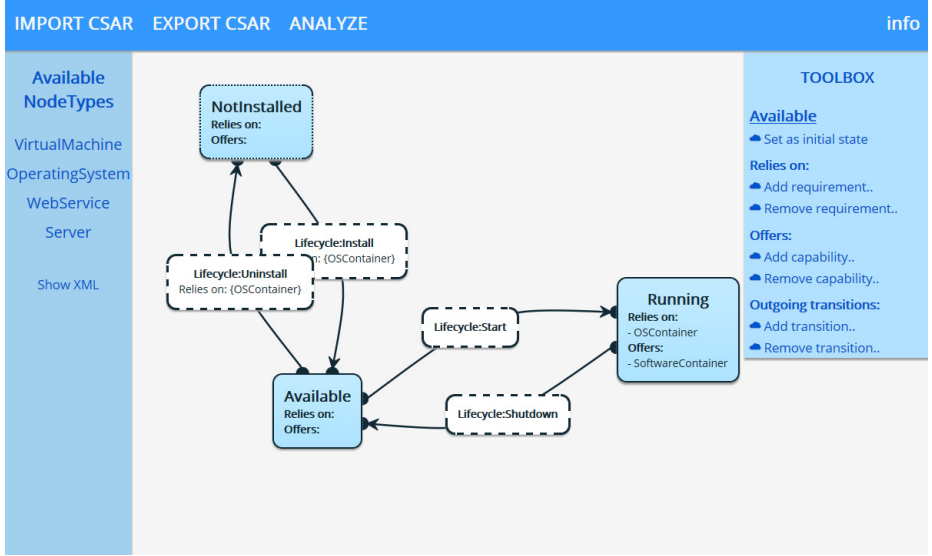 IMPORT CSAR EXPORT CSAR ANALYZE info
Available
NodeTypes
VirtualMachine
OperatingSystem
WebService
Server
Show XML
NotInstalled
Relies on:
Offers:
Lifecycle:Install
n: {OSContainer}
Lifecycle:Uninstall
Relies on: {OSContainer}
Available
Relies on:
Offers:
Lifecycle:Start
Lifecycle:Shutdown
Running
Relies on:
- OSContainer
Offers:
- SoftwareContainer
TOOLBOX
Available
Set as initial state
Relies on:
Add requirement..
Remove requirement..
Offers:
Add capability..
Remove capability..
Outgoing transitions:
Add transition..
Remove transition..